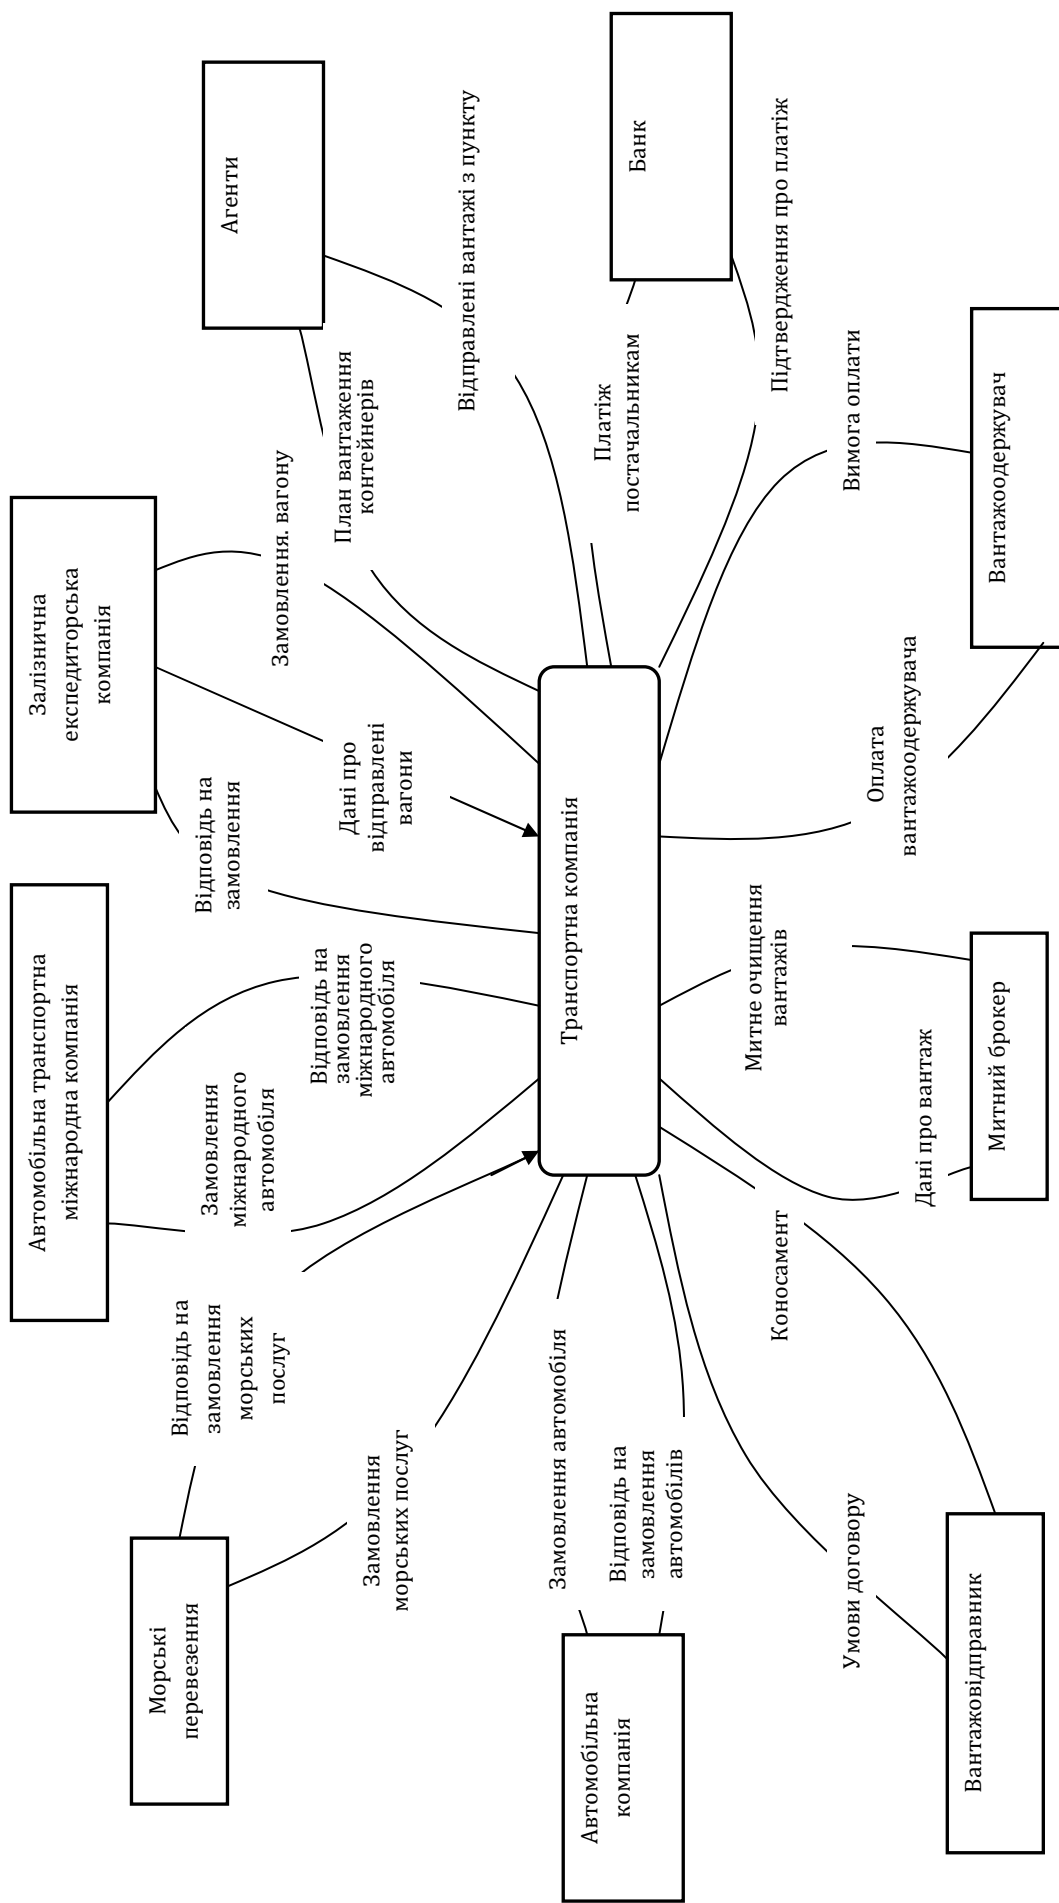 Морські
перевезення
Автомобільна транспортна
міжнародна компанія
Залізнична
експедиторська
компанія
Агенти
Відповідь на
замовлення
морських
послуг
Замовлення
міжнародного
автомобіля
Відповідь на
замовлення
міжнародного
автомобіля
Відповідь на
замовлення
Дані про
відправлені
вагони
Замовлення. вагону
План вантаження
контейнерів
Відправлені вантажі з пункту
Замовлення
морських послуг
Автомобільна
компанія
Замовлення автомобіля
Відповідь на
замовлення
автомобілів
Транспортна компанія
Платіж
постачальникам
Банк
Підтвердження про платіж
Коносамент
Митне очищення
вантажів
Умови договору
Вимога оплати
Оплата
вантажоодержувача
Дані про вантаж
Вантажовідправник
Митний брокер
Вантажоодержувач